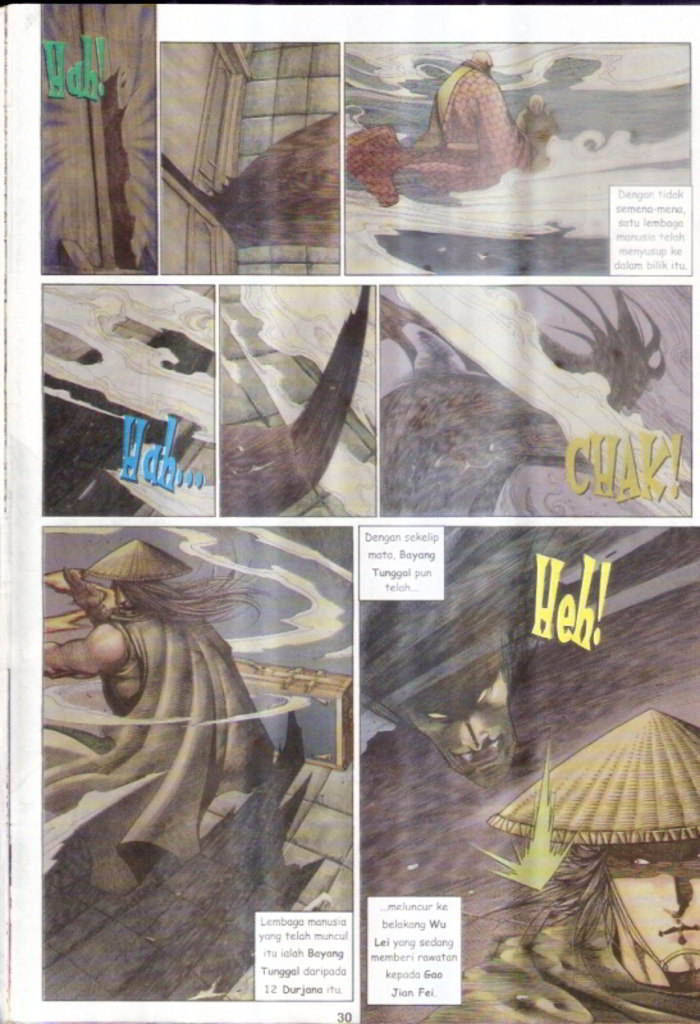 Hah!
Dengan tidak
semena-mena,
satu lembaga
manusia telah
menyusup ke
dalam bilik itu.
Hah...
CHAK!
Lembaga manusia
yang telah muncul
itu ialah Bayang
Tunggal daripada
12 Durjana itu.
Dengan sekelip
mata, Bayang
Tunggal pun
telah...
Heh!
...meluncur ke
belakang Wu
Lei yang sedang
memberi rawatan
kepada Gao
Jian Fei.
30